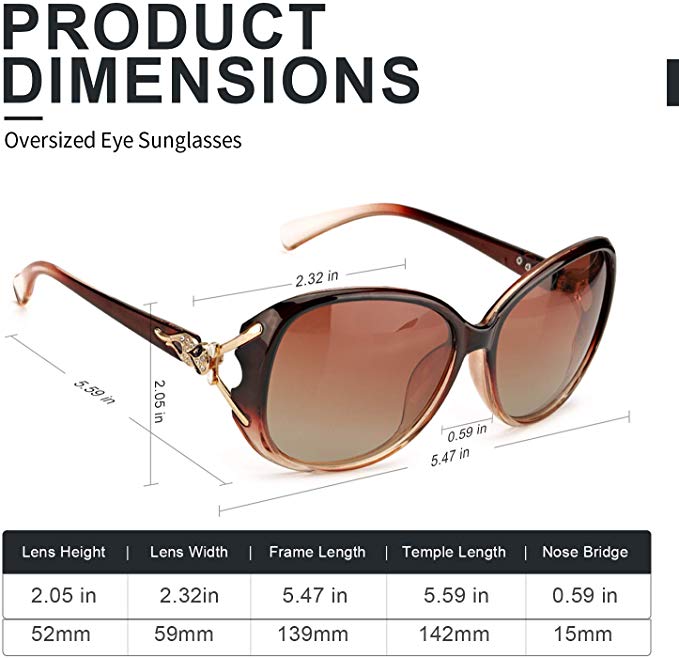 PRODUCT
DIMENSIONS
Oversized Eye Sunglasses
2.32 in
5.59 in
2.05 in
0.59 in
5.47 in
Lens Height | Lens Width | Frame Length | Temple Length | Nose Bridge
2.05 in 2.32in 5.47 in 5.59 in 0.59 in
52mm 59mm 139mm 142mm 15mm